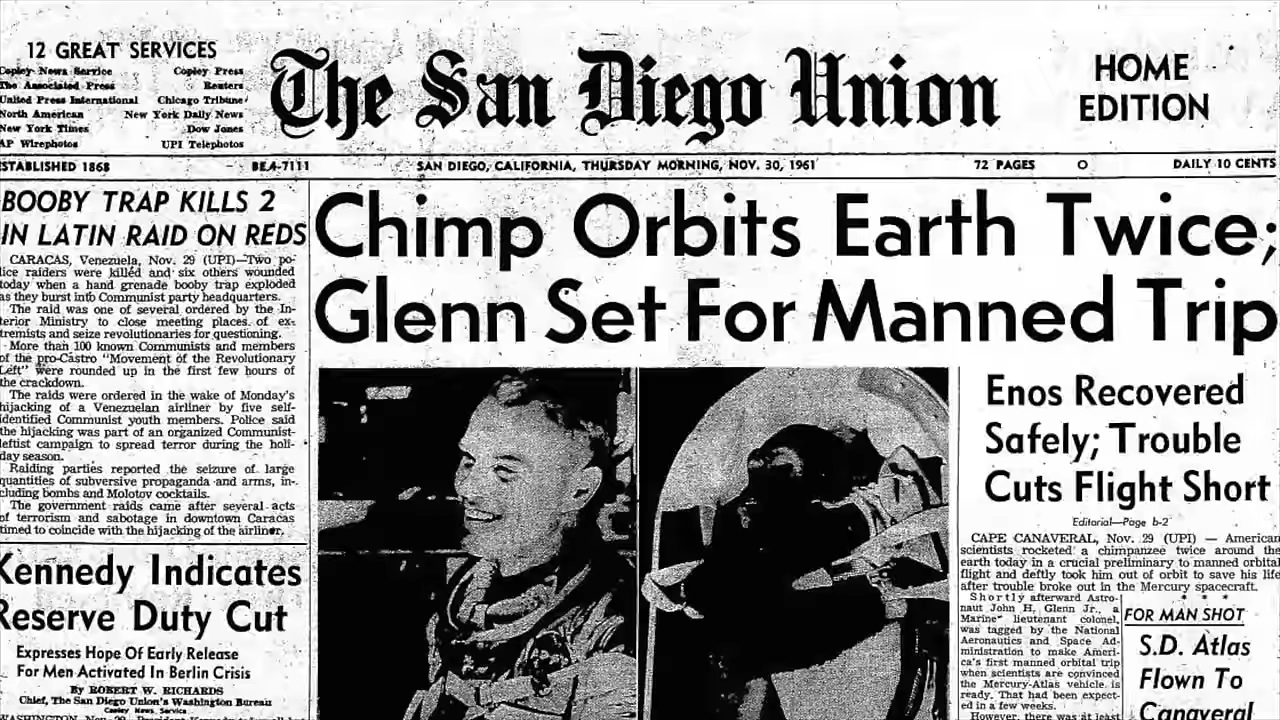 12 GREAT SERVICES
Copley News Service Copley Press
The Associated Press Reuters
United Press International Chicago Tribune
North American New York Daily News
New York Times Dow Jones
AP Wirephotos UPI Telephotos
The San Diego Union
HOME
EDITION
ESTABLISHED 1868 BE4-7111 SAN DIEGO, CALIFORNIA, THURSDAY MORNING, NOV. 30, 1961 72 PAGES O DAILY 10 CENTS
BOOBY TRAP KILLS 2
IN LATIN RAID ON REDS
CARACAS, Venezuela, Nov. 29 (UPI)—Two po-
lice raiders were killed and six others wounded
today when a hand grenade booby trap exploded
as they burst into Communist party headquarters.
The raid was one of several ordered by the In-
terior Ministry to close meeting places of ex-
tremists and seize revolutionaries for questioning.
More than 100 known Communists and members
of the pro-Castro "Movement of the Revolutionary
Left" were rounded up in the first few hours of
the crackdown.
The raids were ordered in the wake of Monday's
hijacking of a Venezuelan airliner by five self-
identified Communist youth members. Police said
the hijacking was part of an organized Communist-
leftist campaign to spread terror during the holi-
day season.
Raiding parties reported the seizure of large
quantities of subversive propaganda and arms, in-
cluding bombs and Molotov cocktails.
The government raids came after several acts
of terrorism and sabotage in downtown Caracas
timed to coincide with the hijacking of the airliner.
Kennedy Indicates
Reserve Duty Cut
Expresses Hope Of Early Release
For Men Activated In Berlin Crisis
By ROBERT W. RICHARDS
Chief, The San Diego Union's Washington Bureau
Copley News Service
Chimp Orbits Earth Twice;
Glenn Set For Manned Trip
Enos Recovered
Safely; Trouble
Cuts Flight Short
Editorial—Page b-2
CAPE CANAVERAL, Nov. 29 (UPI) — American
scientists rocketed a chimpanzee twice around the
earth today in a crucial preliminary to manned orbital
flight and deftly took him out of orbit to save his life
after trouble broke out in the Mercury spacecraft.
Shortly afterward Astro-
naut John H. Glenn Jr., a
Marine lieutenant colonel,
was tagged by the National
Aeronautics and Space Ad-
ministration to make Ameri-
ca's first manned orbital trip
when scientists are convinced
the Mercury-Atlas vehicle is
ready. That had been expect-
ed in a few weeks.
However, there was at least
* * *
FOR MAN SHOT
S.D. Atlas
Flown To
Canaveral